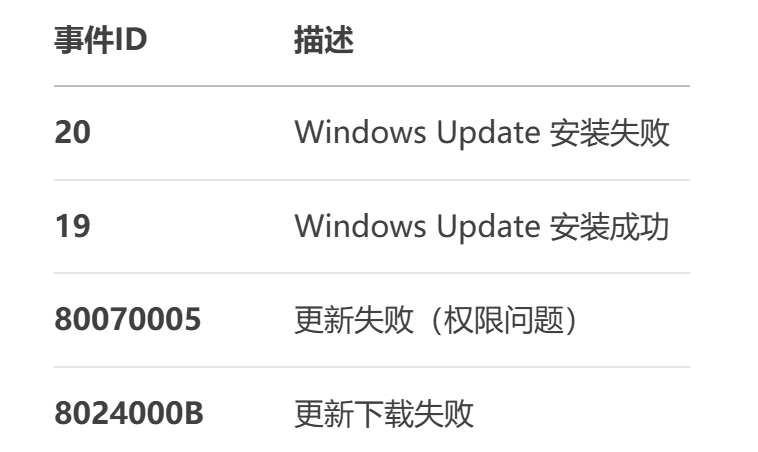 事件ID 描述
20 Windows Update 安装失败
19 Windows Update 安装成功
80070005 更新失败（权限问题）
8024000B 更新下载失败